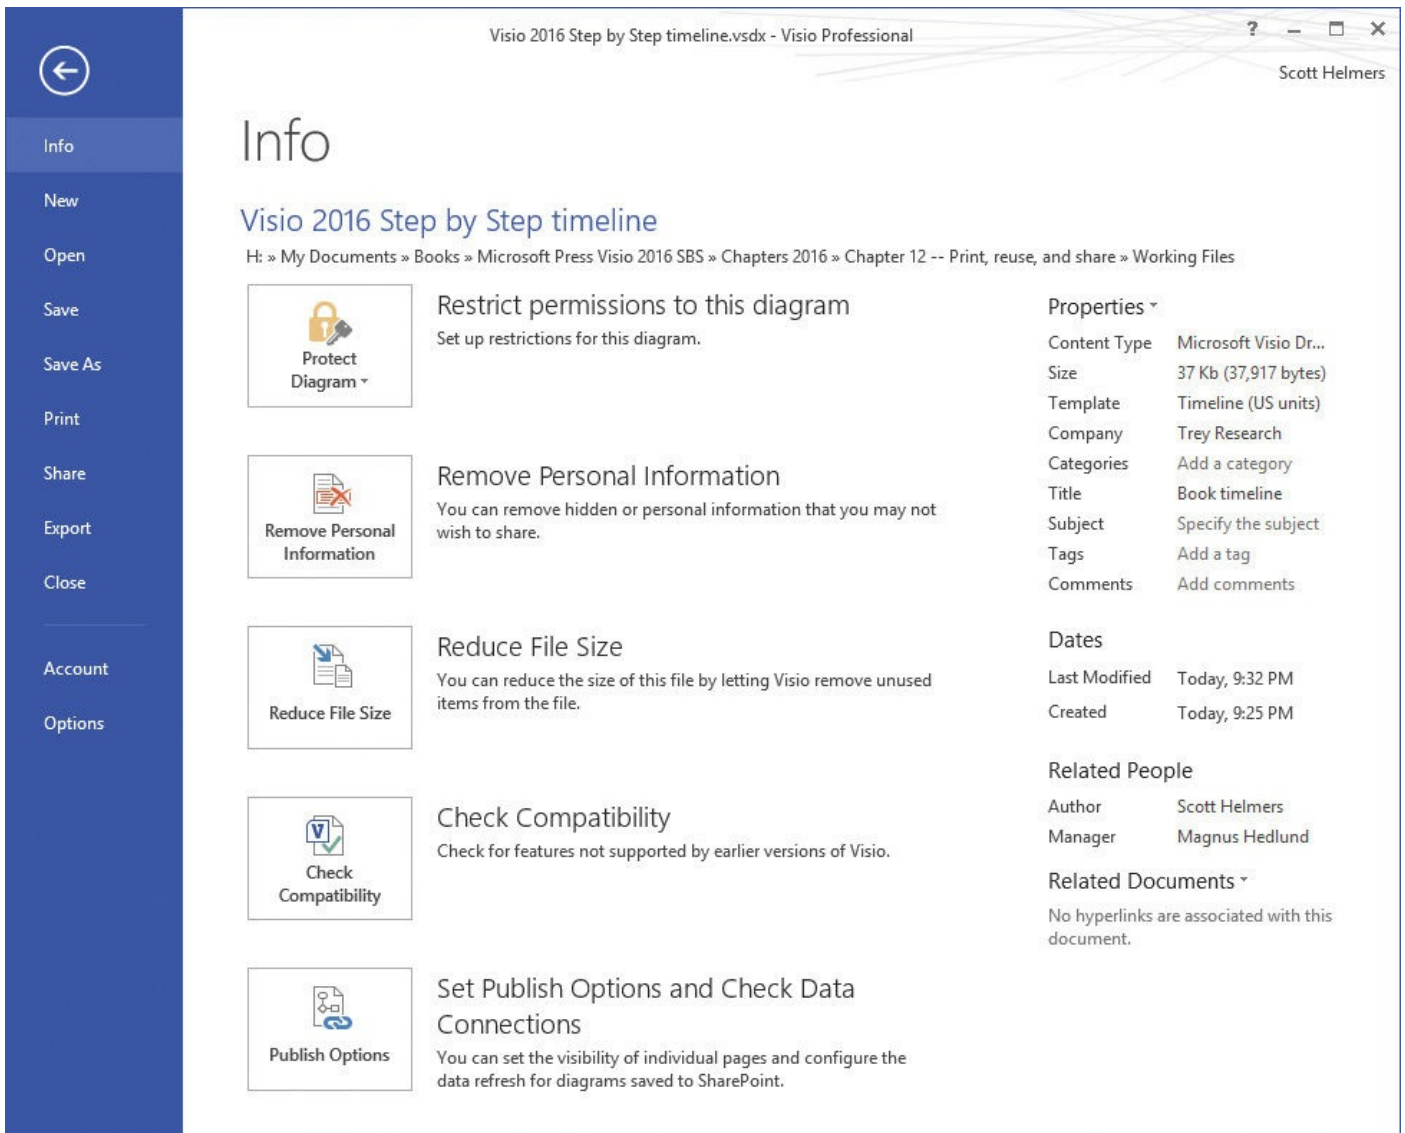 Visio 2016 Step by Step timeline.vsdx - Visio Professional
?
Scott Helmers
Info
New
Open
Save
Save As
Print
Share
Export
Close
Account
Options
Info
Visio 2016 Step by Step timeline
H: » My Documents » Books » Microsoft Press Visio 2016 SBS » Chapters 2016 » Chapter 12 -- Print, reuse, and share » Working Files
Protect
Diagram
Restrict permissions to this diagram
Set up restrictions for this diagram.
Remove Personal
Information
Remove Personal Information
You can remove hidden or personal information that you may not
wish to share.
Reduce File Size
Reduce File Size
You can reduce the size of this file by letting Visio remove unused
items from the file.
Check
Compatibility
Check Compatibility
Check for features not supported by earlier versions of Visio.
Publish Options
Set Publish Options and Check Data
Connections
You can set the visibility of individual pages and configure the
data refresh for diagrams saved to SharePoint.
Properties
Content Type Microsoft Visio Dr...
Size 37 Kb (37,917 bytes)
Template Timeline (US units)
Company Trey Research
Categories Add a category
Title Book timeline
Subject Specify the subject
Tags Add a tag
Comments Add comments
Dates
Last Modified Today, 9:32 PM
Created Today, 9:25 PM
Related People
Author Scott Helmers
Manager Magnus Hedlund
Related Documents
No hyperlinks are associated with this
document.